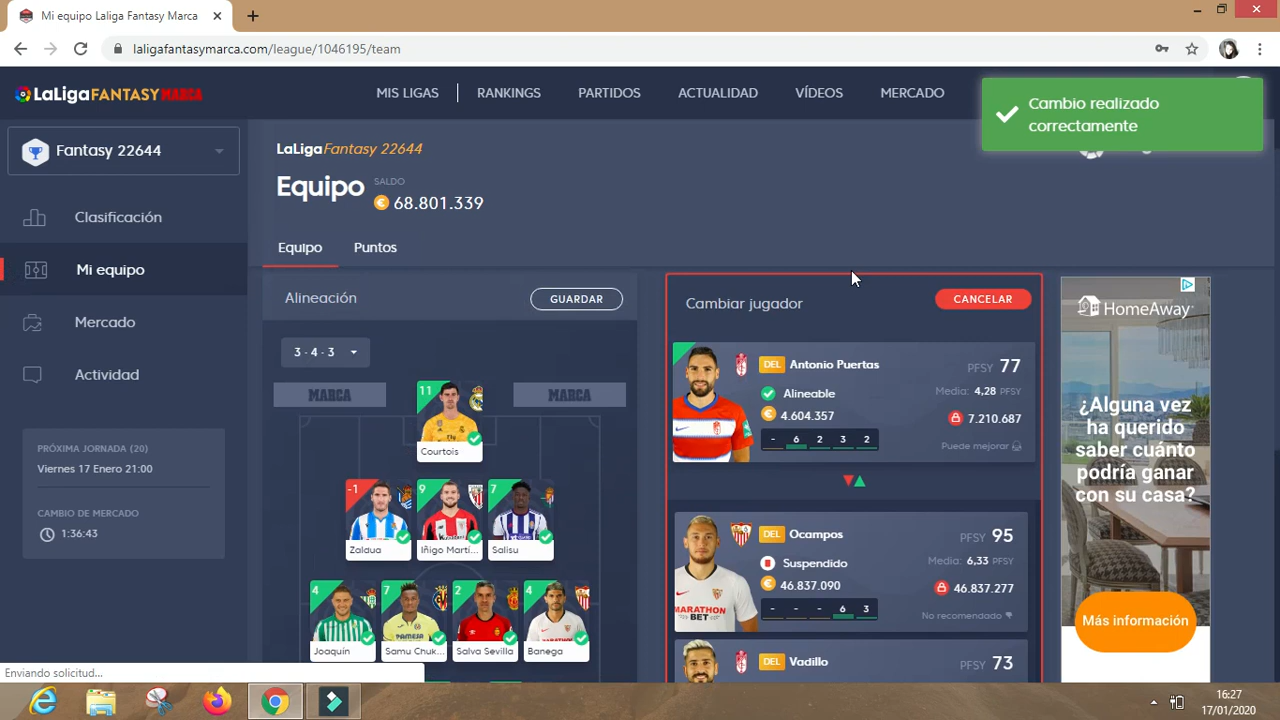 Mi equipo Laliga Fantasy Marca
laligafantasymarca.com/league/1046195/team
LaLigaFANTASY MARCA
MIS LIGAS
RANKINGS
PARTIDOS
ACTUALIDAD
VÍDEOS
MERCADO
Cambio realizado
correctamente
Fantasy 22644
Clasificación
Mi equipo
Mercado
Actividad
PRÓXIMA JORNADA (20)
Viernes 17 Enero 21:00
CAMBIO DE MERCADO
1:36:43
LaLigaFantasy 22644
Equipo
SALDO
68.801.339
Equipo
Puntos
Alineación
GUARDAR
3 - 4 - 3
MARCA
MARCA
11
Courtois
-1
Zaldua
9
Iñigo Martí...
7
Salisu
4
Joaquín
7
Samu Chuk...
2
Salva Sevilla
4
Banega
Cambiar jugador
CANCELAR
DEL Antonio Puertas
PFSY 77
Alineable
Media: 4,28 PFSY
4.604.357
7.210.687
- 6 2 3 2
Puede mejorar
DEL Ocampos
PFSY 95
Suspendido
Media: 6,33 PFSY
46.837.090
46.837.277
MARATHON
BET
- - - 6 3
No recomendado
DEL Vadillo
PFSY 73
HomeAway
¿Alguna vez
ha querido
saber cuánto
podría ganar
con su casa?
Más información
Enviando solicitud...
16:27
17/01/2020